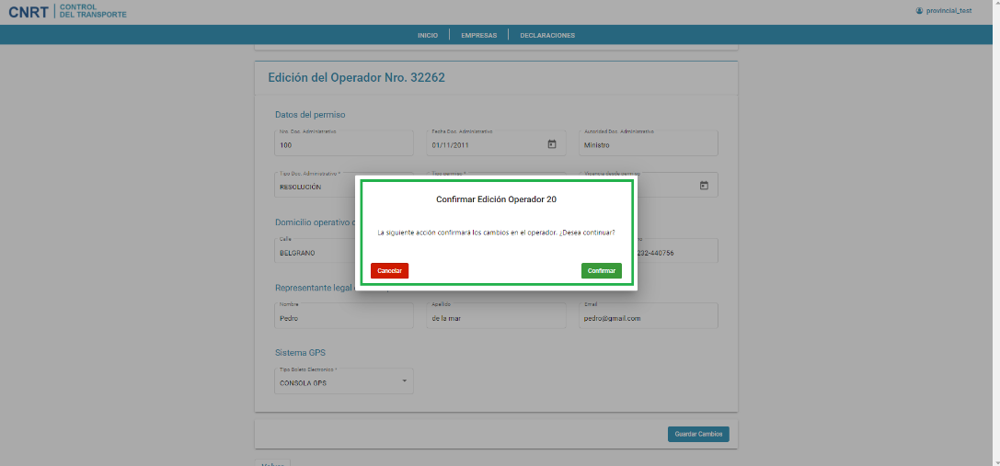 CNRT CONTROL
DEL TRANSPORTE
provincial_test
INICIO EMPRESAS DECLARACIONES
Edición del Operador Nro. 32262
Datos del permiso
Nro. Doc. Administrativo Fecha Doc. Administrativo Autoridad Doc. Administrativo
100 01/11/2011 Ministro
Tipo Doc. Administrativo * Tipo permiso * Vigencia desde permiso
RESOLUCIÓN
Confirmar Edición Operador 20
La siguiente acción confirmará los cambios en el operador. ¿Desea continuar?
Cancelar Confirmar
Domicilio operativo
Calle
BELGRANO 232-440756
Representante legal
Nombre Apellido Email
Pedro de la mar pedro@gmail.com
Sistema GPS
Tipo Boleto Electronico *
CONSOLA GPS
Guardar Cambios